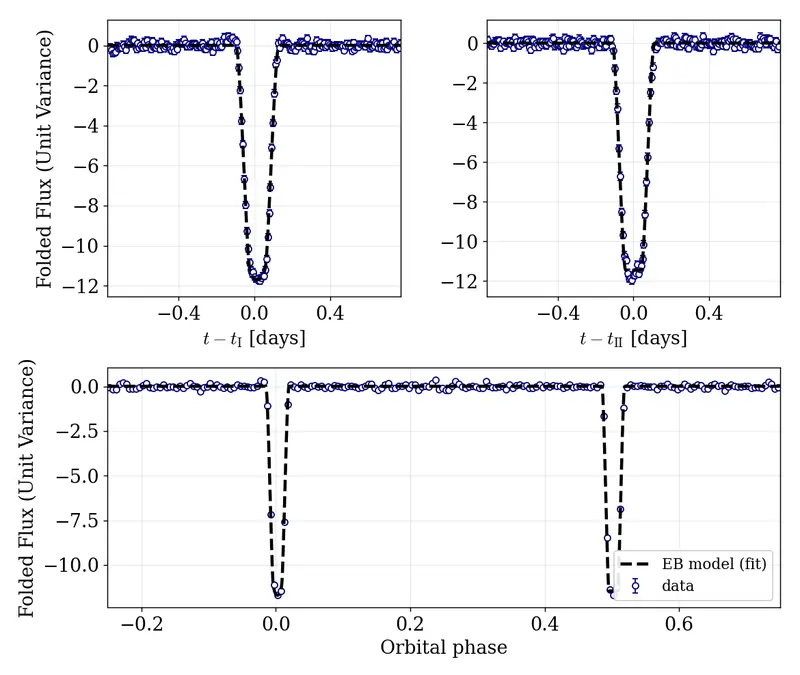 Folded Flux (Unit Variance)
0
−2
−4
−6
−8
−10
−12
−0.4 0.0 0.4
t − tI [days]
0
−2
−4
−6
−8
−10
−12
−0.4 0.0 0.4
t − tII [days]
Folded Flux (Unit Variance)
0.0
−2.5
−5.0
−7.5
−10.0
EB model (fit)
data
−0.2 0.0 0.2 0.4 0.6
Orbital phase